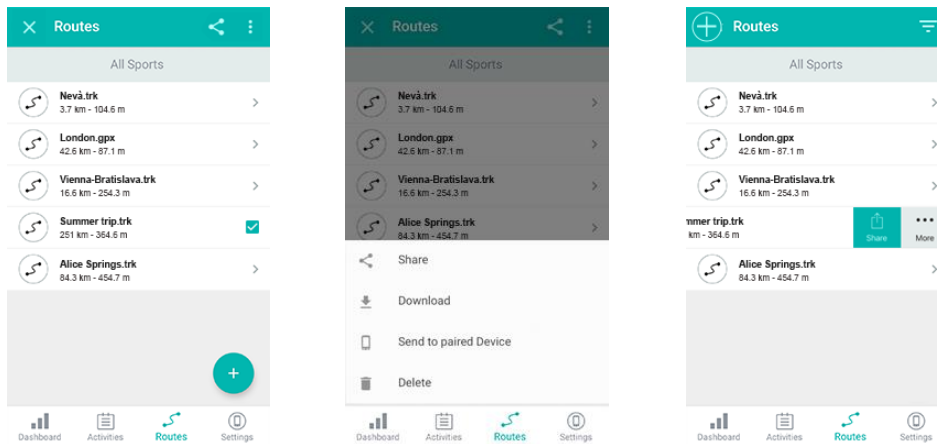 Routes
All Sports
Nevà.trk
3.7 km - 104.6 m
London.gpx
42.6 km - 87.1 m
Vienna-Bratislava.trk
16.6 km - 254.3 m
Summer trip.trk
251 km - 364.6 m
Alice Springs.trk
84.3 km - 454.7 m
Dashboard Activities Routes Settings
Routes
All Sports
Nevà.trk
3.7 km - 104.6 m
London.gpx
42.6 km - 87.1 m
Vienna-Bratislava.trk
16.6 km - 254.3 m
Alice Springs.trk
84.3 km - 454.7 m
Share
Download
Send to paired Device
Delete
Dashboard Activities Routes Settings
Routes
All Sports
Nevà.trk
3.7 km - 104.6 m
London.gpx
42.6 km - 87.1 m
Vienna-Bratislava.trk
16.6 km - 254.3 m
mmer trip.trk
km - 364.6 m
Share More
Alice Springs.trk
84.3 km - 454.7 m
Dashboard Activities Routes Settings